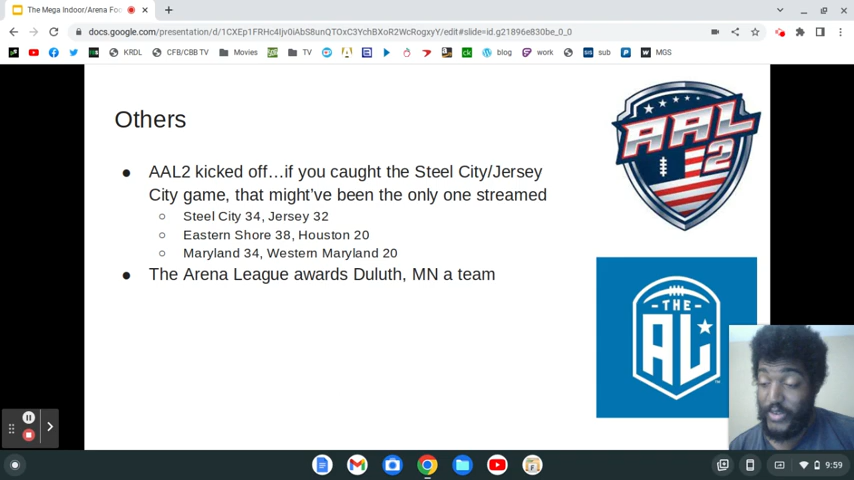 The Mega Indoor/Arena Foo
docs.google.com/presentation/d/1CXEp1FRHc4Ijv0iAbS8unQTOxC3YchBXoR2WcRogxyY/edit#slide=id.g21896e830be_0_0
KRDL
CFB/CBB TV
Movies
TV
blog
work
sub
MGS
Others
AAL
2
● AAL2 kicked off…if you caught the Steel City/Jersey
City game, that might’ve been the only one streamed
○ Steel City 34, Jersey 32
○ Eastern Shore 38, Houston 20
○ Maryland 34, Western Maryland 20
● The Arena League awards Duluth, MN a team
-THE-
AL
™
9:59